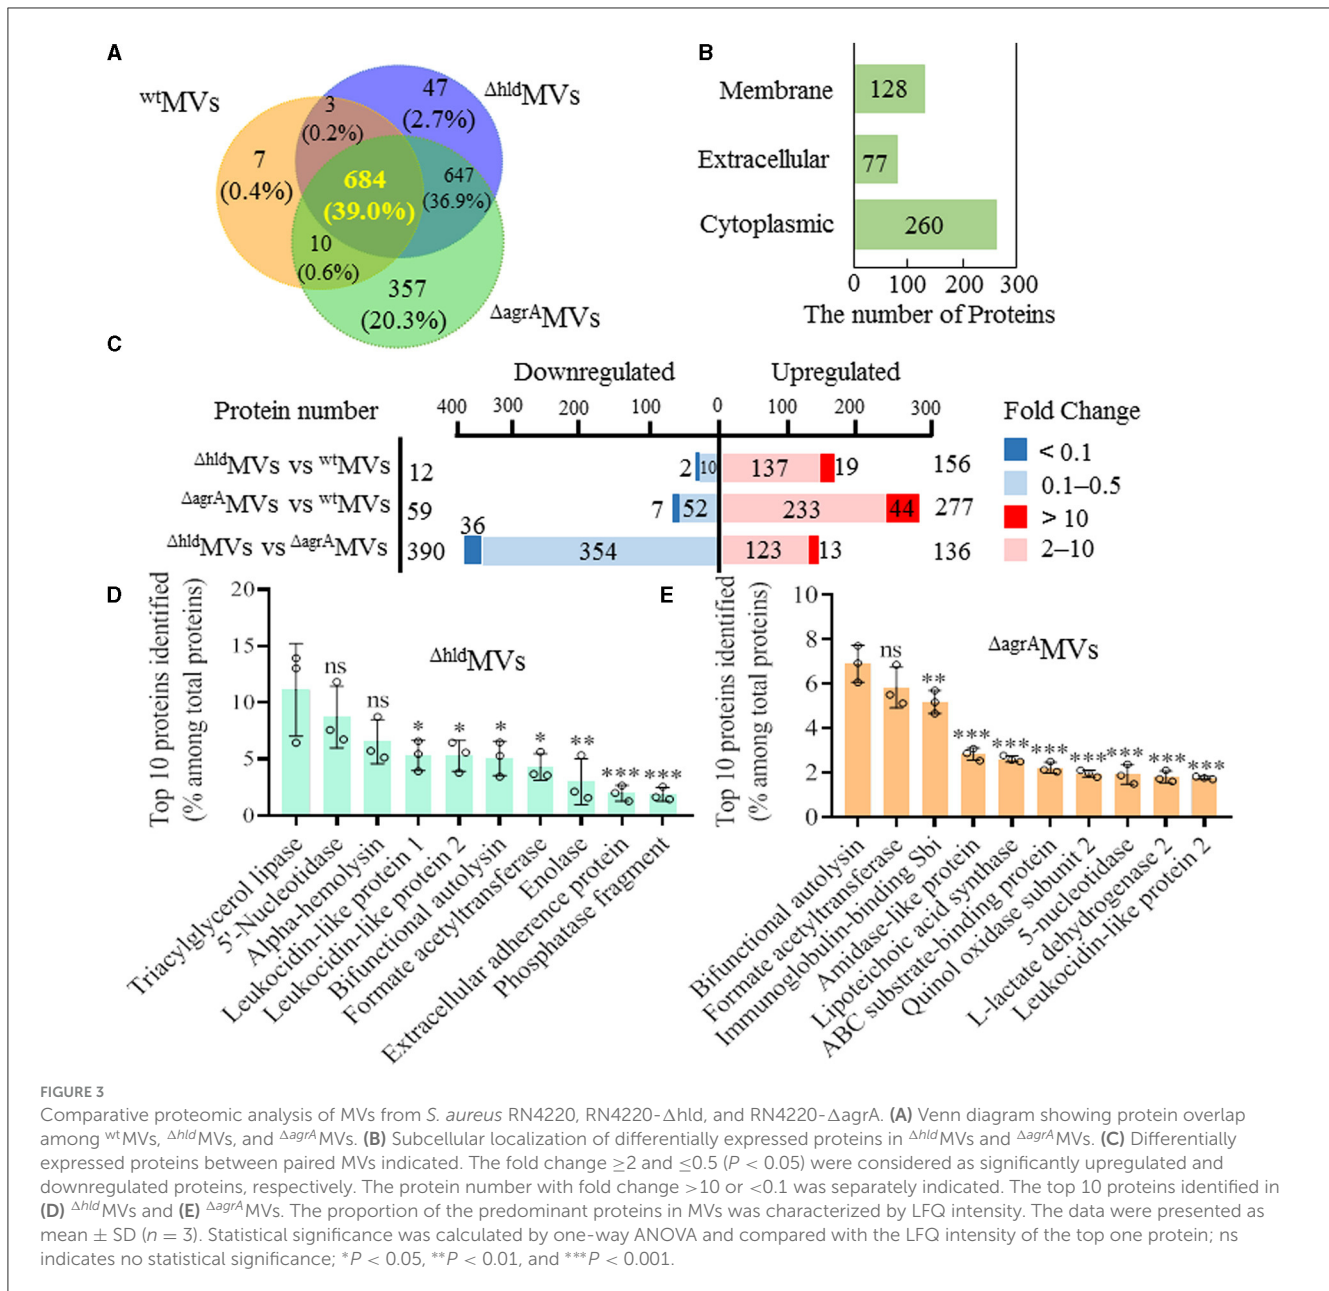 A
wtMVs
ΔhldMVs
47
(2.7%)
3
(0.2%)
7
(0.4%)
684
(39.0%)
647
(36.9%)
10
(0.6%)
357
(20.3%)
ΔagrAMVs
B
Membrane
128
Extracellular
77
Cytoplasmic
260
0 100 200 300
The number of Proteins
C
Downregulated Upregulated
Protein number
400 300 200 100 0 100 200 300
Fold Change
< 0.1
0.1–0.5
> 10
2–10
ΔhldMVs vs wtMVs 12 2 10 137 19 156
ΔagrAMVs vs wtMVs 59 7 52 233 44 277
ΔhldMVs vs ΔagrAMVs 390 36 354 123 13 136
D
Top 10 proteins identified
(% among total proteins)
20
15
10
5
0
ΔhldMVs
ns ns * * * * ** *** ***
Triacylglycerol lipase
5'-Nucleotidase
Alpha-hemolysin
Leukocidin-like protein 1
Leukocidin-like protein 2
Bifunctional autolysin
Formate acetyltransferase
Enolase
Extracellular adherence protein
Phosphatase fragment
E
Top 10 proteins identified
(% among total proteins)
10
8
6
4
2
0
ΔagrAMVs
ns ** *** *** *** *** *** *** ***
Bifunctional autolysin
Formate acetyltransferase
Immunoglobulin-binding Sbi
Amidase-like protein
Lipoteichoic acid synthase
ABC substrate-binding protein
Quinol oxidase subunit 2
5-nucleotidase
L-lactate dehydrogenase 2
Leukocidin-like protein 2
FIGURE 3
Comparative proteomic analysis of MVs from S. aureus RN4220, RN4220-Δhld, and RN4220-ΔagrA. (A) Venn diagram showing protein overlap
among wtMVs, ΔhldMVs, and ΔagrAMVs. (B) Subcellular localization of differentially expressed proteins in ΔhldMVs and ΔagrAMVs. (C) Differentially
expressed proteins between paired MVs indicated. The fold change ≥2 and ≤0.5 (P < 0.05) were considered as significantly upregulated and
downregulated proteins, respectively. The protein number with fold change >10 or <0.1 was separately indicated. The top 10 proteins identified in
(D) ΔhldMVs and (E) ΔagrAMVs. The proportion of the predominant proteins in MVs was characterized by LFQ intensity. The data were presented as
mean ± SD (n = 3). Statistical significance was calculated by one-way ANOVA and compared with the LFQ intensity of the top one protein; ns
indicates no statistical significance; *P < 0.05, **P < 0.01, and ***P < 0.001.